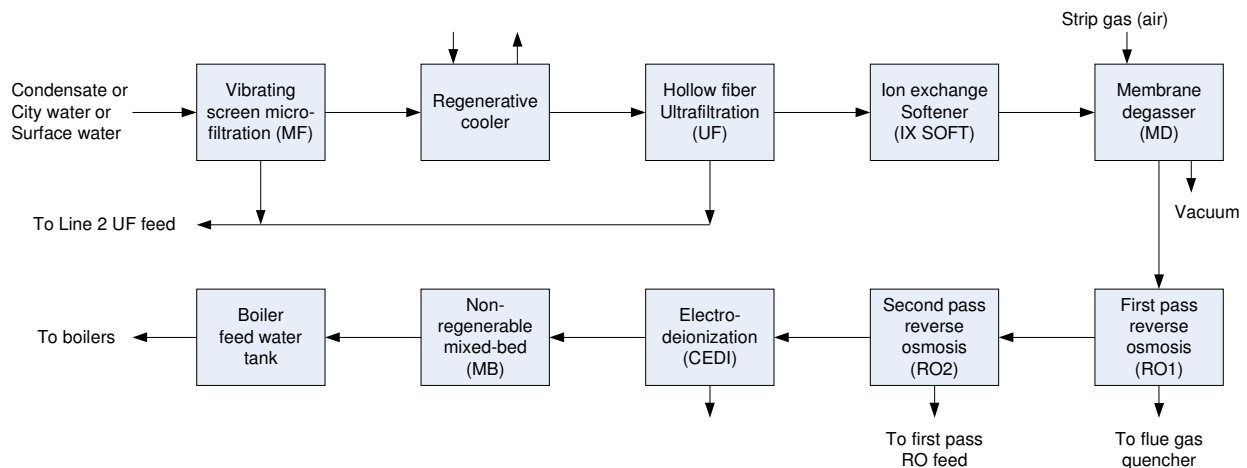 Strip gas (air)
Condensate or
City water or
Surface water
Vibrating
screen micro-
filtration (MF)
Regenerative
cooler
Hollow fiber
Ultrafiltration
(UF)
Ion exchange
Softener
(IX SOFT)
Membrane
degasser
(MD)
To Line 2 UF feed
Vacuum
To boilers
Boiler
feed water
tank
Non-
regenerable
mixed-bed
(MB)
Electro-
deionization
(CEDI)
Second pass
reverse
osmosis
(RO2)
First pass
reverse
osmosis
(RO1)
To first pass
RO feed
To flue gas
quencher